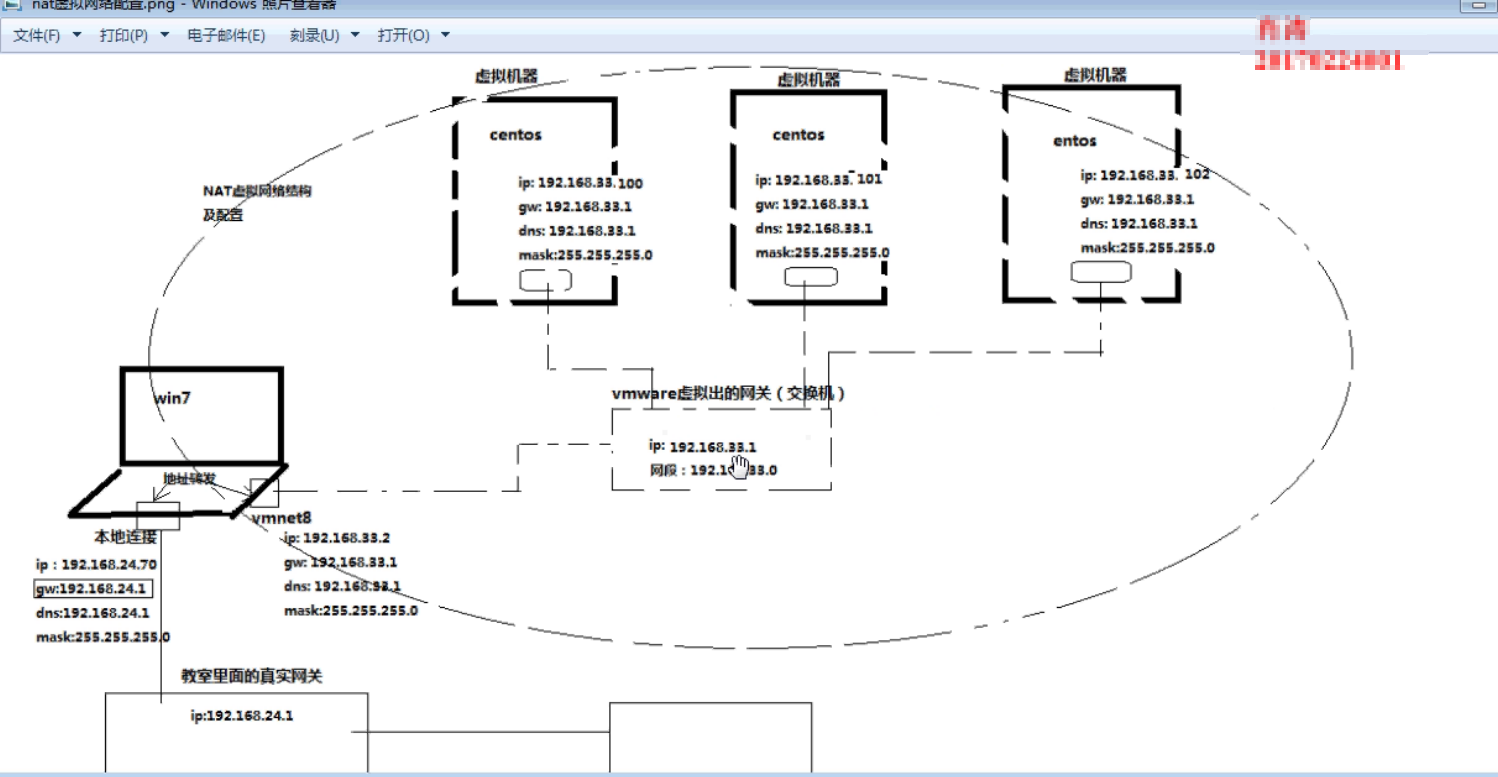 nat虚拟网络配置.png - Windows 照片查看器
文件(F) 打印(P) 电子邮件(E) 刻录(U) 打开(O)
虚拟机器
centos
ip: 192.168.33.100
gw: 192.168.33.1
dns: 192.168.33.1
mask:255.255.255.0
虚拟机器
centos
ip: 192.168.33. 101
gw: 192.168.33.1
dns: 192.168.33.1
mask:255.255.255.0
虚拟机器
entos
ip: 192.168.33. 102
gw: 192.168.33.1
dns: 192.168.33.1
mask:255.255.255.0
NAT虚拟网络结构
及配置
vmware虚拟出的网关（交换机）
ip: 192.168.33.1
网段：192.1 33.0
win7
地址转发
vmnet8
ip: 192.168.33.2
gw: 192.168.33.1
dns: 192.168.33.1
mask:255.255.255.0
本地连接
ip：192.168.24.70
gw:192.168.24.1
dns:192.168.24.1
mask:255.255.255.0
教室里面的真实网关
ip:192.168.24.1